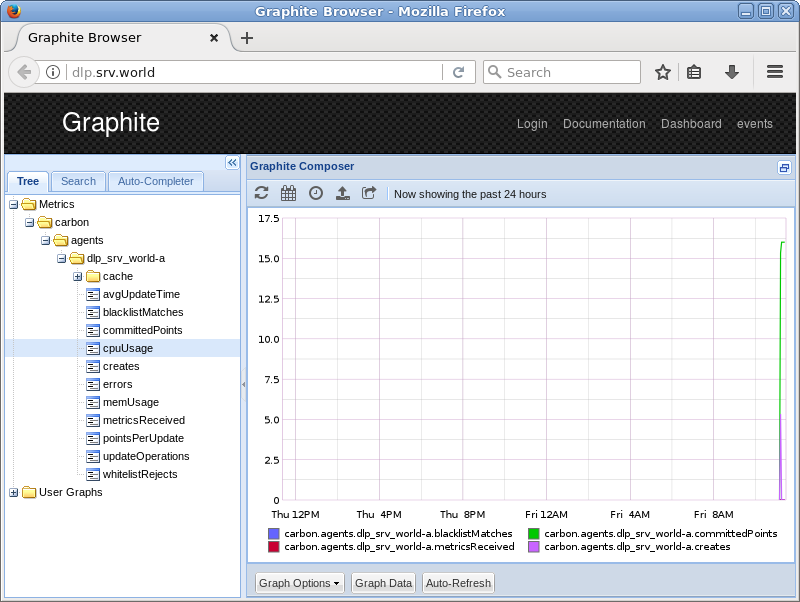 Graphite Browser - Mozilla Firefox
Graphite Browser
dlp.srv.world
Search
Graphite
Login Documentation Dashboard events
Tree Search Auto-Completer
Metrics
carbon
agents
dlp_srv_world-a
cache
avgUpdateTime
blacklistMatches
committedPoints
cpuUsage
creates
errors
memUsage
metricsReceived
pointsPerUpdate
updateOperations
whitelistRejects
User Graphs
Graphite Composer
Now showing the past 24 hours
17.5
15.0
12.5
10.0
7.5
5.0
2.5
0
Thu 12PM Thu 4PM Thu 8PM Fri 12AM Fri 4AM Fri 8AM
carbon.agents.dlp_srv_world-a.blacklistMatches carbon.agents.dlp_srv_world-a.committedPoints
carbon.agents.dlp_srv_world-a.metricsReceived carbon.agents.dlp_srv_world-a.creates
Graph Options Graph Data Auto-Refresh